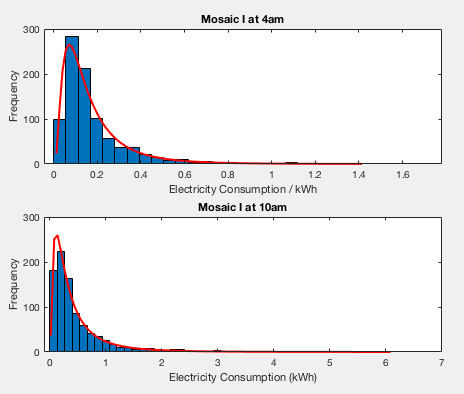 Mosaic I at 4am
300
200
100
0
Frequency
0 0.2 0.4 0.6 0.8 1 1.2 1.4 1.6
Electricity Consumption / kWh
Mosaic I at 10am
300
200
100
0
Frequency
0 1 2 3 4 5 6 7
Electricity Consumption (kWh)